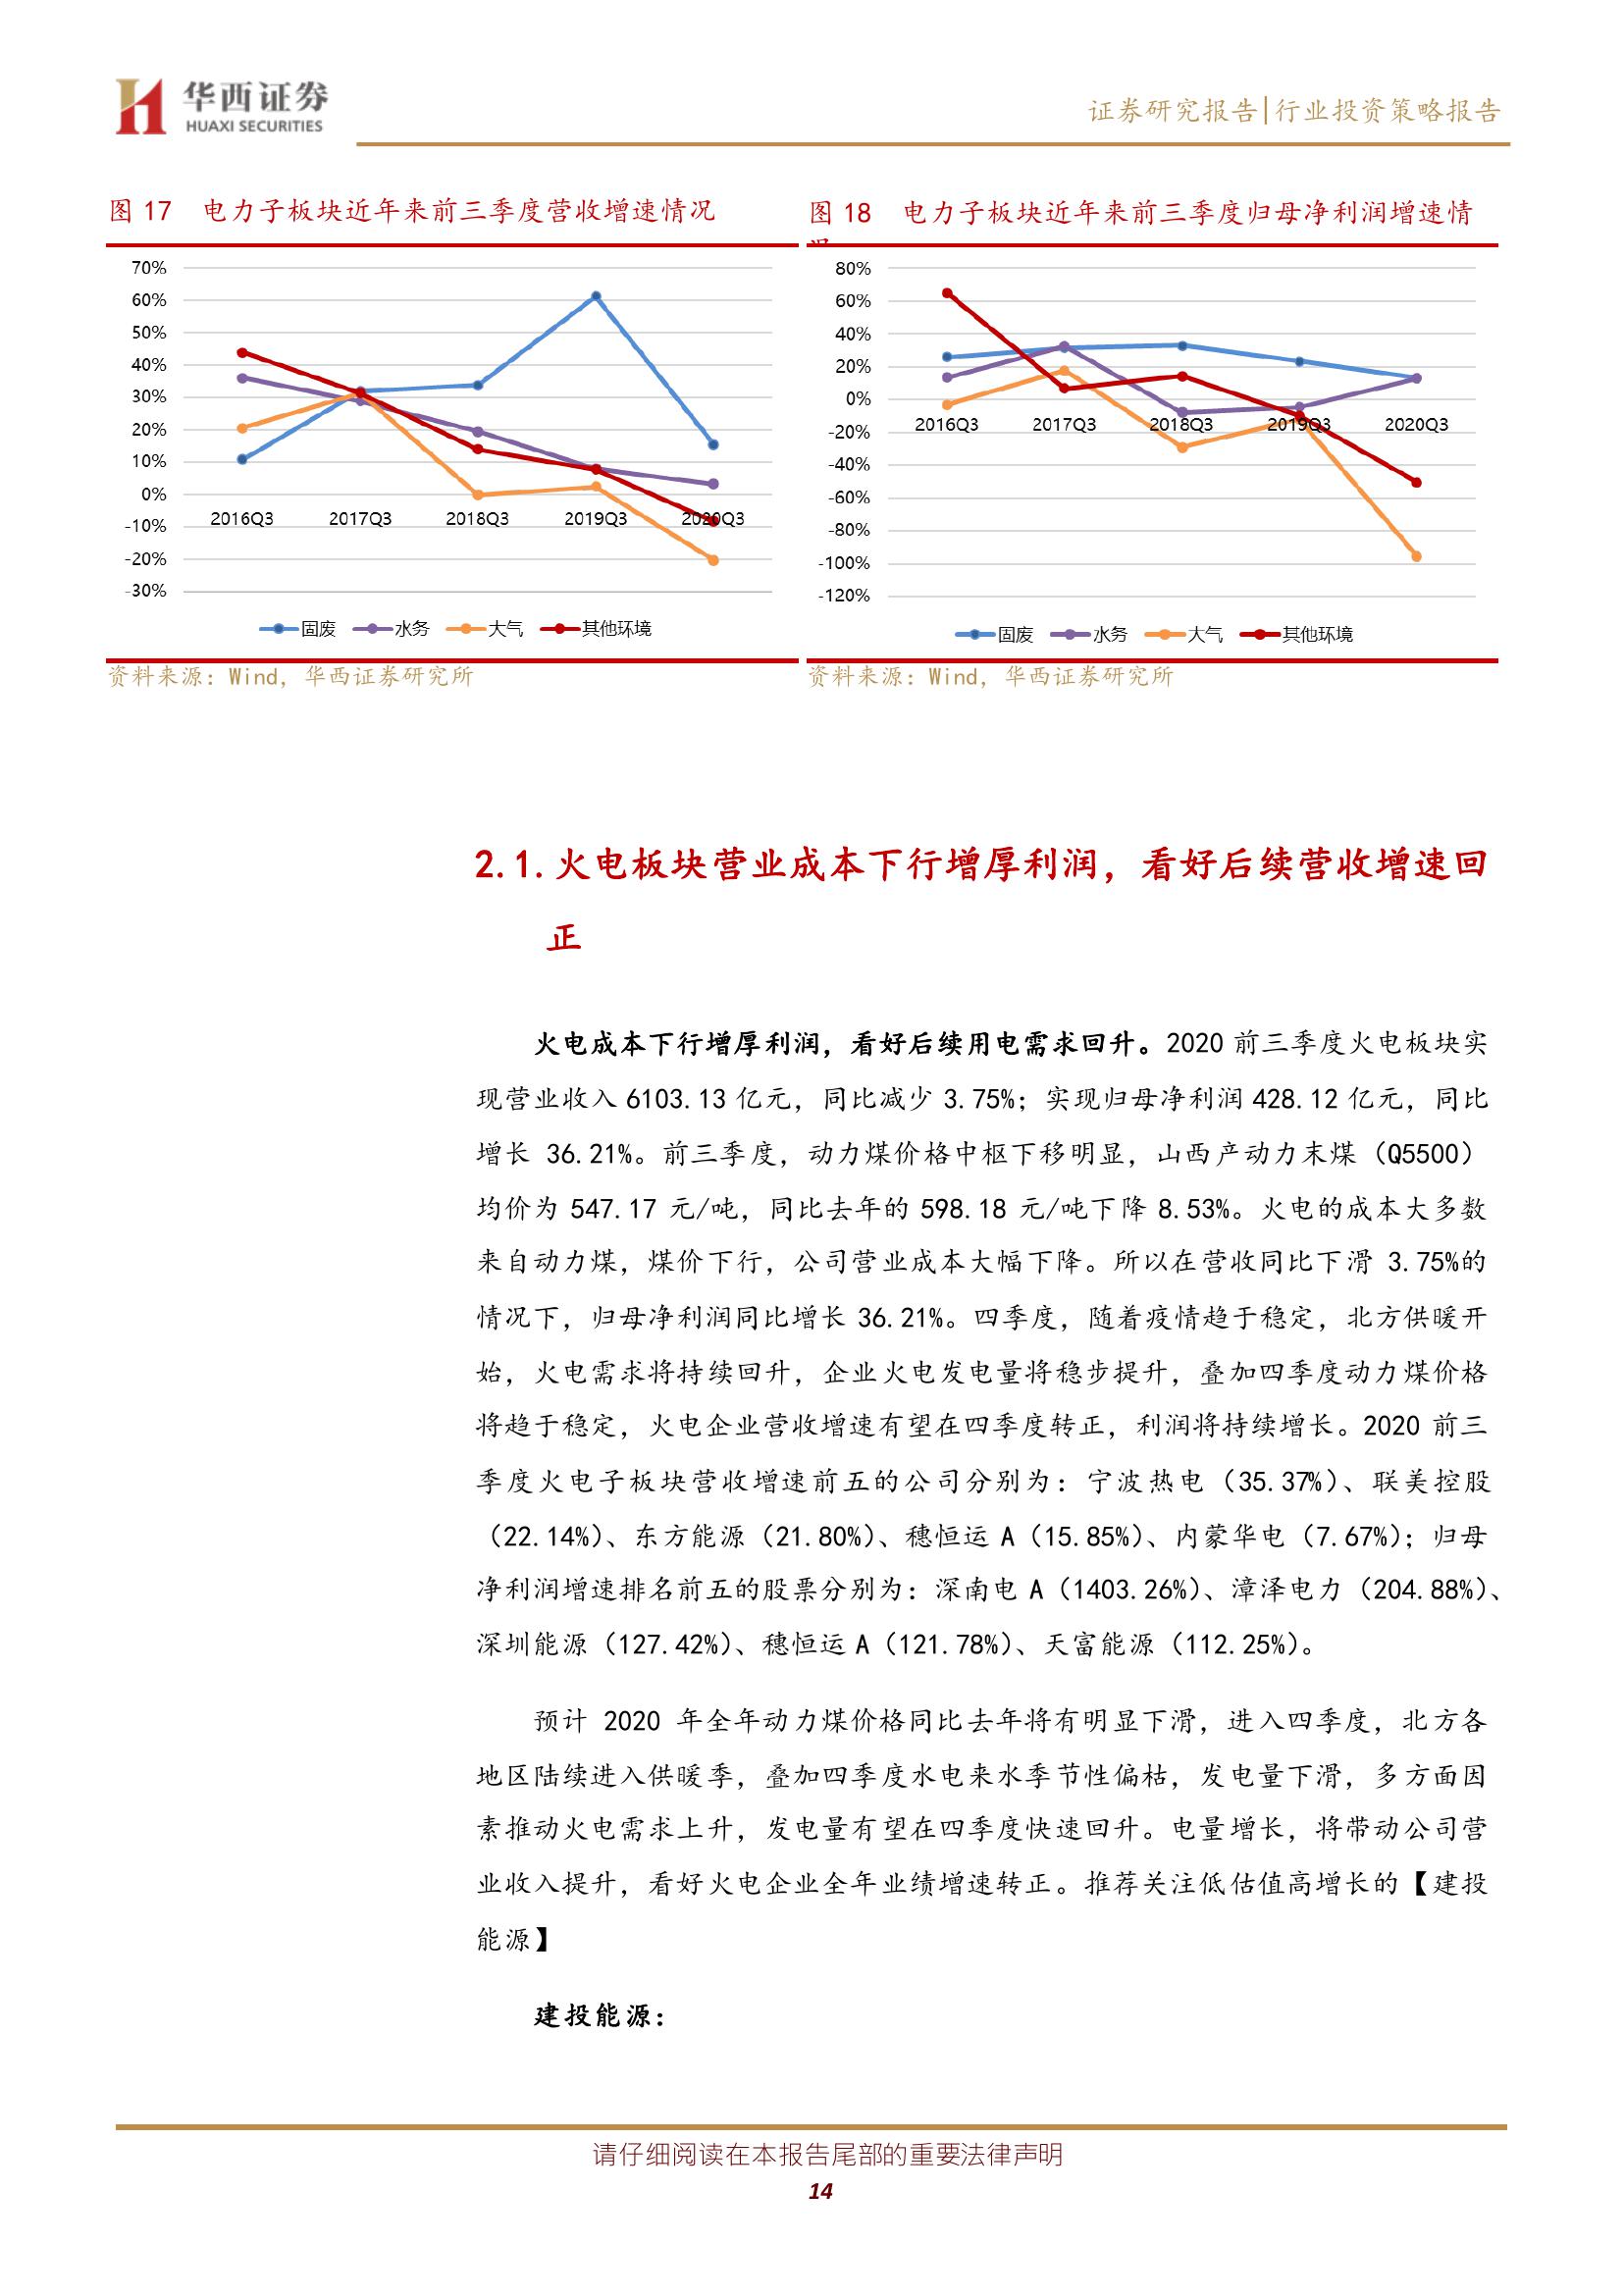 华西证券
HUAXI SECURITIES
证券研究报告|行业投资策略报告
图 17 电力子板块近年来前三季度营收增速情况
70%
60%
50%
40%
30%
20%
10%
0%
-10%
-20%
-30%
2016Q3 2017Q3 2018Q3 2019Q3 2020Q3
固废 水务 大气 其他环境
资料来源：Wind，华西证券研究所
图 18 电力子板块近年来前三季度归母净利润增速情
80%
60%
40%
20%
0%
-20%
-40%
-60%
-80%
-100%
-120%
2016Q3 2017Q3 2018Q3 2019Q3 2020Q3
固废 水务 大气 其他环境
资料来源：Wind，华西证券研究所
2.1.火电板块营业成本下行增厚利润，看好后续营收增速回
正
火电成本下行增厚利润，看好后续用电需求回升。2020 前三季度火电板块实
现营业收入 6103.13 亿元，同比减少 3.75%；实现归母净利润 428.12 亿元，同比
增长 36.21%。前三季度，动力煤价格中枢下移明显，山西产动力末煤（Q5500）
均价为 547.17 元/吨，同比去年的 598.18 元/吨下降 8.53%。火电的成本大多数
来自动力煤，煤价下行，公司营业成本大幅下降。所以在营收同比下滑 3.75%的
情况下，归母净利润同比增长 36.21%。四季度，随着疫情趋于稳定，北方供暖开
始，火电需求将持续回升，企业火电发电量将稳步提升，叠加四季度动力煤价格
将趋于稳定，火电企业营收增速有望在四季度转正，利润将持续增长。2020 前三
季度火电子板块营收增速前五的公司分别为：宁波热电（35.37%）、联美控股
（22.14%）、东方能源（21.80%）、穗恒运 A（15.85%）、内蒙华电（7.67%）；归母
净利润增速排名前五的股票分别为：深南电 A（1403.26%）、漳泽电力（204.88%）、
深圳能源（127.42%）、穗恒运 A（121.78%）、天富能源（112.25%）。
预计 2020 年全年动力煤价格同比去年将有明显下滑，进入四季度，北方各
地区陆续进入供暖季，叠加四季度水电来水季节性偏枯，发电量下滑，多方面因
素推动火电需求上升，发电量有望在四季度快速回升。电量增长，将带动公司营
业收入提升，看好火电企业全年业绩增速转正。推荐关注低估值高增长的【建投
能源】
建投能源：
请仔细阅读在本报告尾部的重要法律声明
14